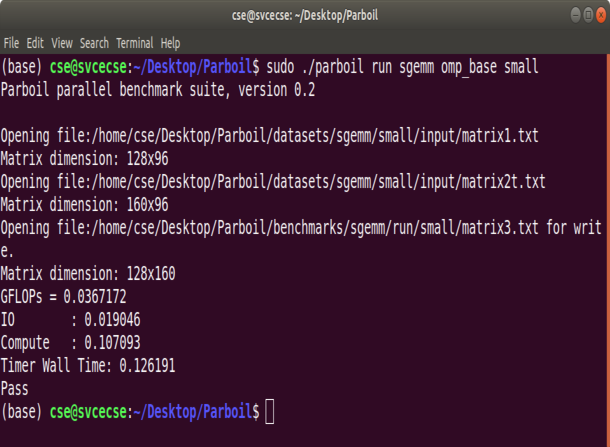 cse@svcecse: ~/Desktop/Parboil
File Edit View Search Terminal Help
(base) cse@svcecse:~/Desktop/Parboil$ sudo ./parboil run sgemm omp_base small
Parboil parallel benchmark suite, version 0.2
Opening file:/home/cse/Desktop/Parboil/datasets/sgemm/small/input/matrix1.txt
Matrix dimension: 128x96
Opening file:/home/cse/Desktop/Parboil/datasets/sgemm/small/input/matrix2t.txt
Matrix dimension: 160x96
Opening file:/home/cse/Desktop/Parboil/benchmarks/sgemm/run/small/matrix3.txt for writ
e.
Matrix dimension: 128x160
GFLOPs = 0.0367172
IO        : 0.019046
Compute   : 0.107093
Timer Wall Time: 0.126191
Pass
(base) cse@svcecse:~/Desktop/Parboil$